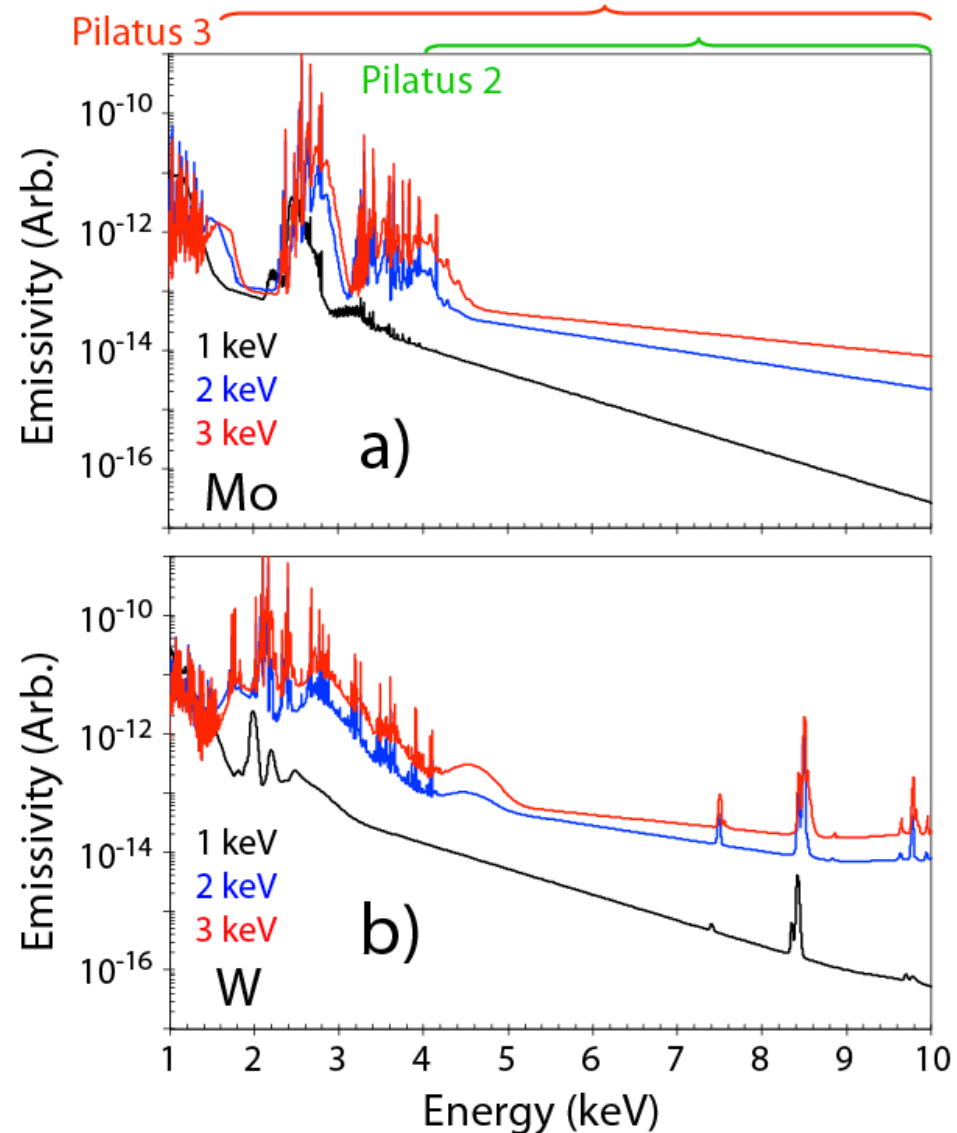 Pilatus 3
Pilatus 2
Emissivity (Arb.)
10⁻¹⁰
10⁻¹²
10⁻¹⁴
10⁻¹⁶
1 keV
2 keV
3 keV
a)
Mo
Emissivity (Arb.)
10⁻¹⁰
10⁻¹²
10⁻¹⁴
10⁻¹⁶
1 keV
2 keV
3 keV
b)
W
1 2 3 4 5 6 7 8 9 10
Energy (keV)